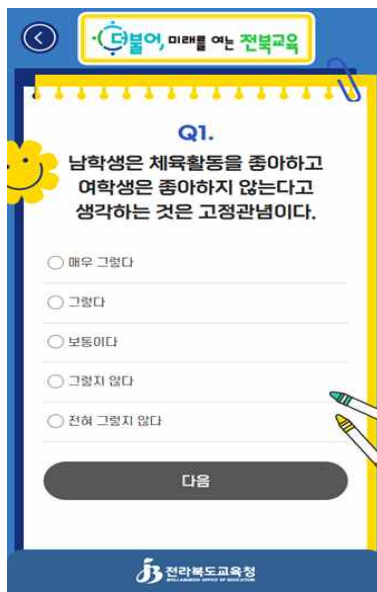 더불어, 미래를 여는 전북교육
Q1.
남학생은 체육활동을 좋아하고
여학생은 좋아하지 않는다고
생각하는 것은 고정관념이다.
매우 그렇다
그렇다
보통이다
그렇지 않다
전혀 그렇지 않다
다음
전라북도교육청
JEOLLABUKDO OFFICE OF EDUCATION